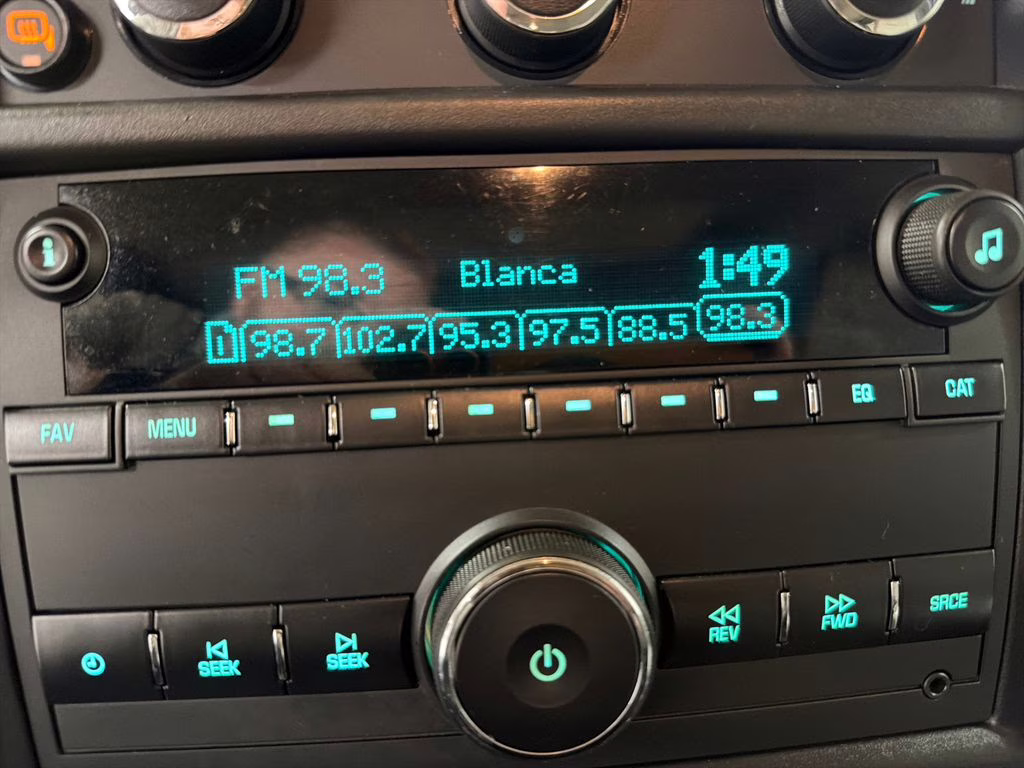 i
FM 98.3 Blanca 1:49
1 98.7 102.7 95.3 97.5 88.5 98.3
FAV MENU EQ CAT
SEEK SEEK REV FWD SRCE